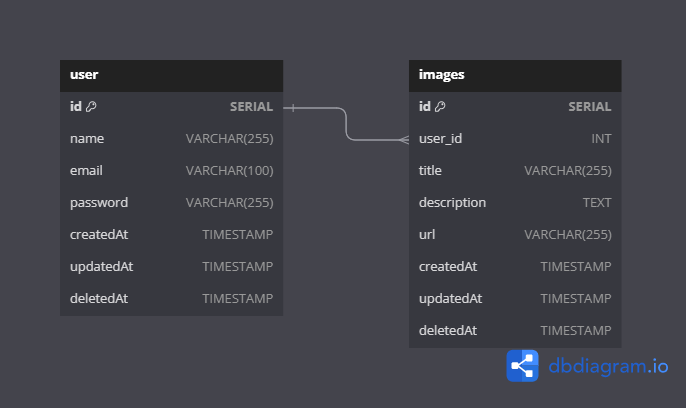 user
id SERIAL
name VARCHAR(255)
email VARCHAR(100)
password VARCHAR(255)
createdAt TIMESTAMP
updatedAt TIMESTAMP
deletedAt TIMESTAMP
images
id SERIAL
user_id INT
title VARCHAR(255)
description TEXT
url VARCHAR(255)
createdAt TIMESTAMP
updatedAt TIMESTAMP
deletedAt TIMESTAMP
dbdiagram.io